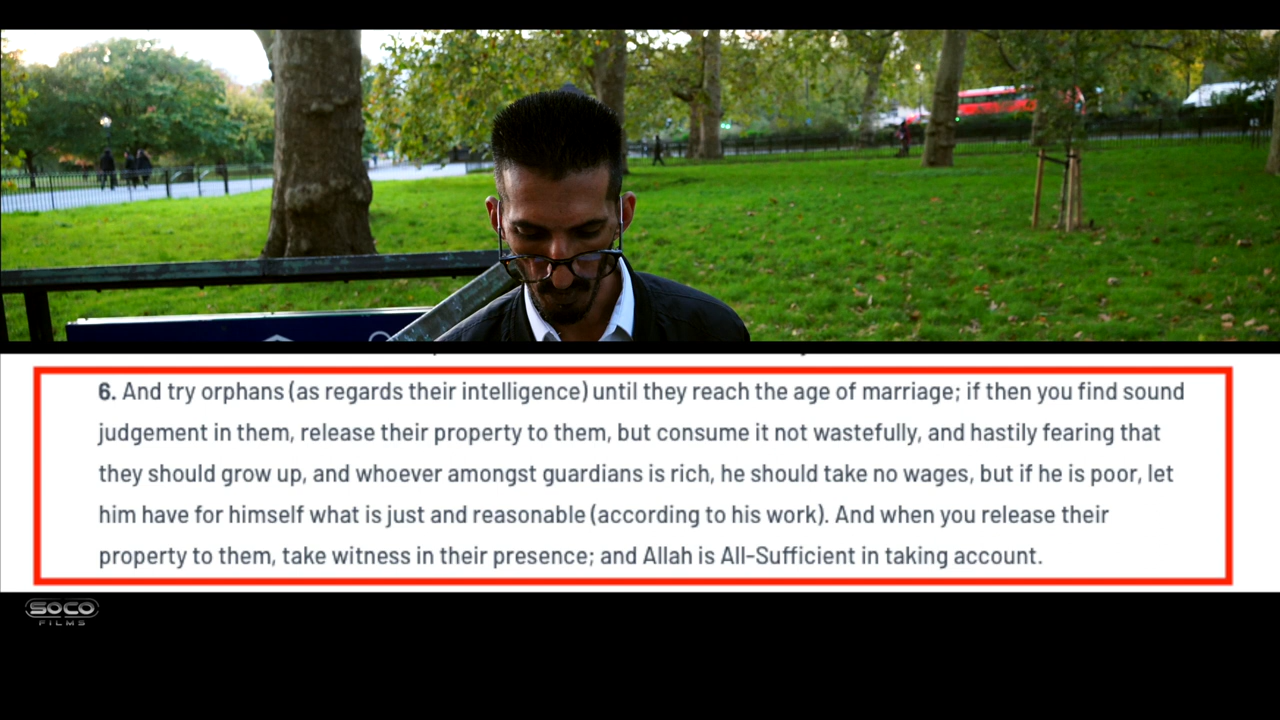 6. And try orphans (as regards their intelligence) until they reach the age of marriage; if then you find sound
judgement in them, release their property to them, but consume it not wastefully, and hastily fearing that
they should grow up, and whoever amongst guardians is rich, he should take no wages, but if he is poor, let
him have for himself what is just and reasonable (according to his work). And when you release their
property to them, take witness in their presence; and Allah is All-Sufficient in taking account.
SOCO
FILMS